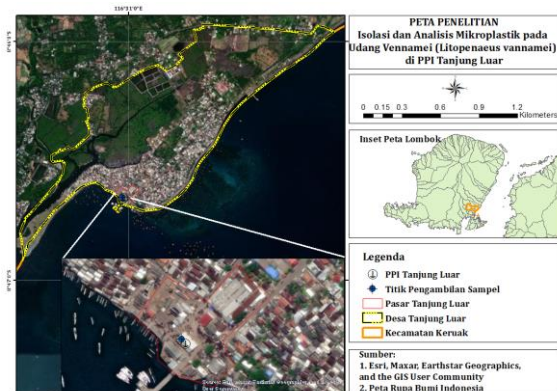 116°31'0"E
PETA PENELITIAN
Isolasi dan Analisis Mikroplastik pada
Udang Vennamei (Litopenaeus vannamei)
di PPI Tanjung Luar
0 0.15 0.3 0.6 0.9 1.2
Kilometers
Inset Peta Lombok
Legenda
PPI Tanjung Luar
Titik Pengambilan Sampel
Pasar Tanjung Luar
Desa Tanjung Luar
Kecamatan Keruak
Sumber:
1. Esri, Maxar, Earthstar Geographics,
and the GIS User Community
2. Peta Rupa Bumi Indonesia